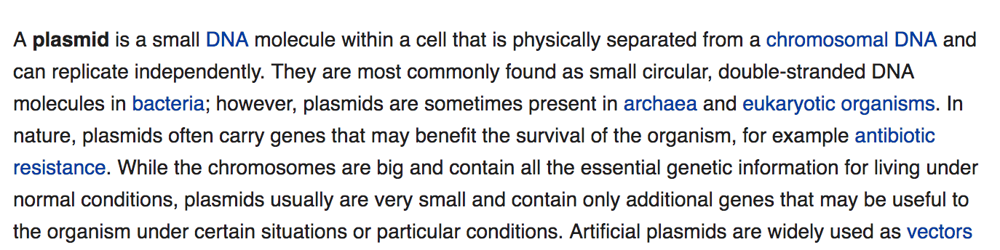 A plasmid is a small DNA molecule within a cell that is physically separated from a chromosomal DNA and
can replicate independently. They are most commonly found as small circular, double-stranded DNA
molecules in bacteria; however, plasmids are sometimes present in archaea and eukaryotic organisms. In
nature, plasmids often carry genes that may benefit the survival of the organism, for example antibiotic
resistance. While the chromosomes are big and contain all the essential genetic information for living under
normal conditions, plasmids usually are very small and contain only additional genes that may be useful to
the organism under certain situations or particular conditions. Artificial plasmids are widely used as vectors